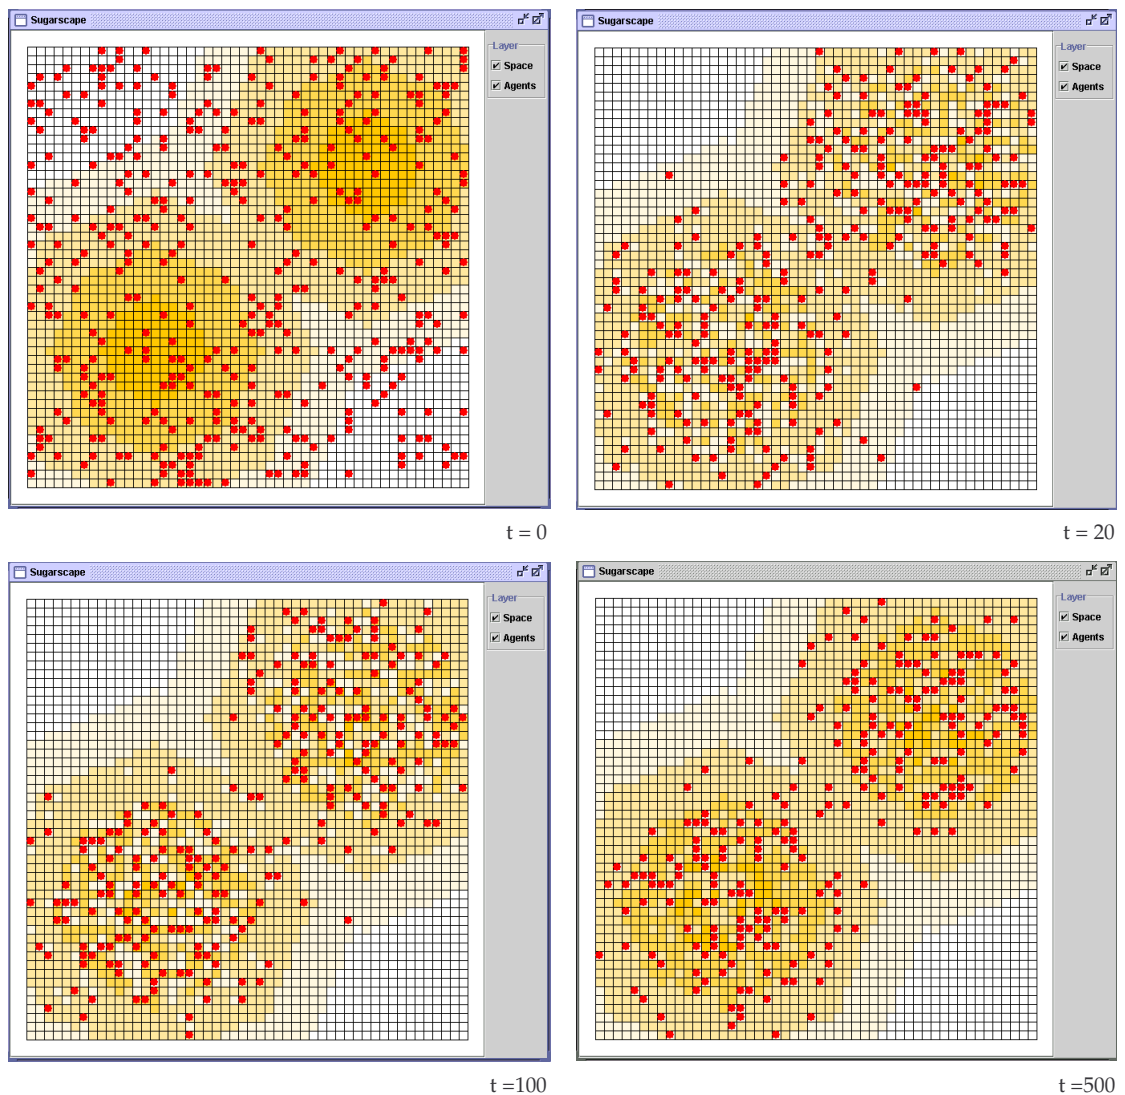 Sugarscape
Layer
Space
Agents
t = 0
Sugarscape
Layer
Space
Agents
t = 20
Sugarscape
Layer
Space
Agents
t =100
Sugarscape
Layer
Space
Agents
t =500